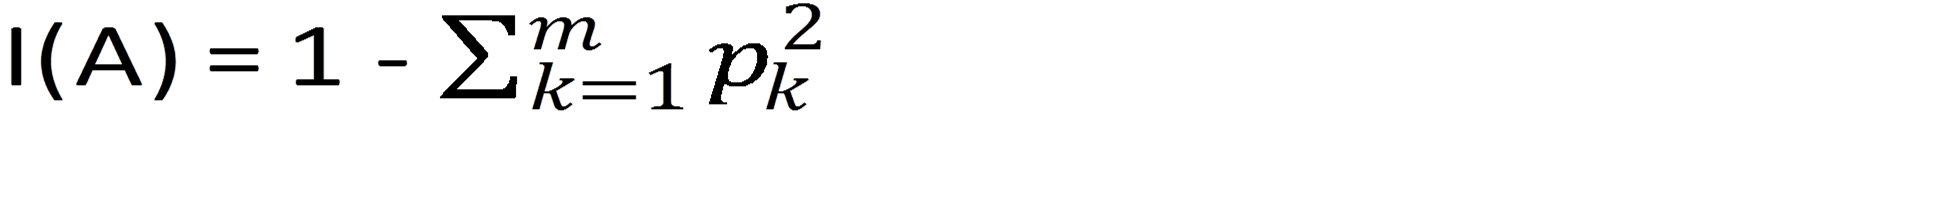 I(A) = 1 - ∑_{k=1}^{m} p_k^2